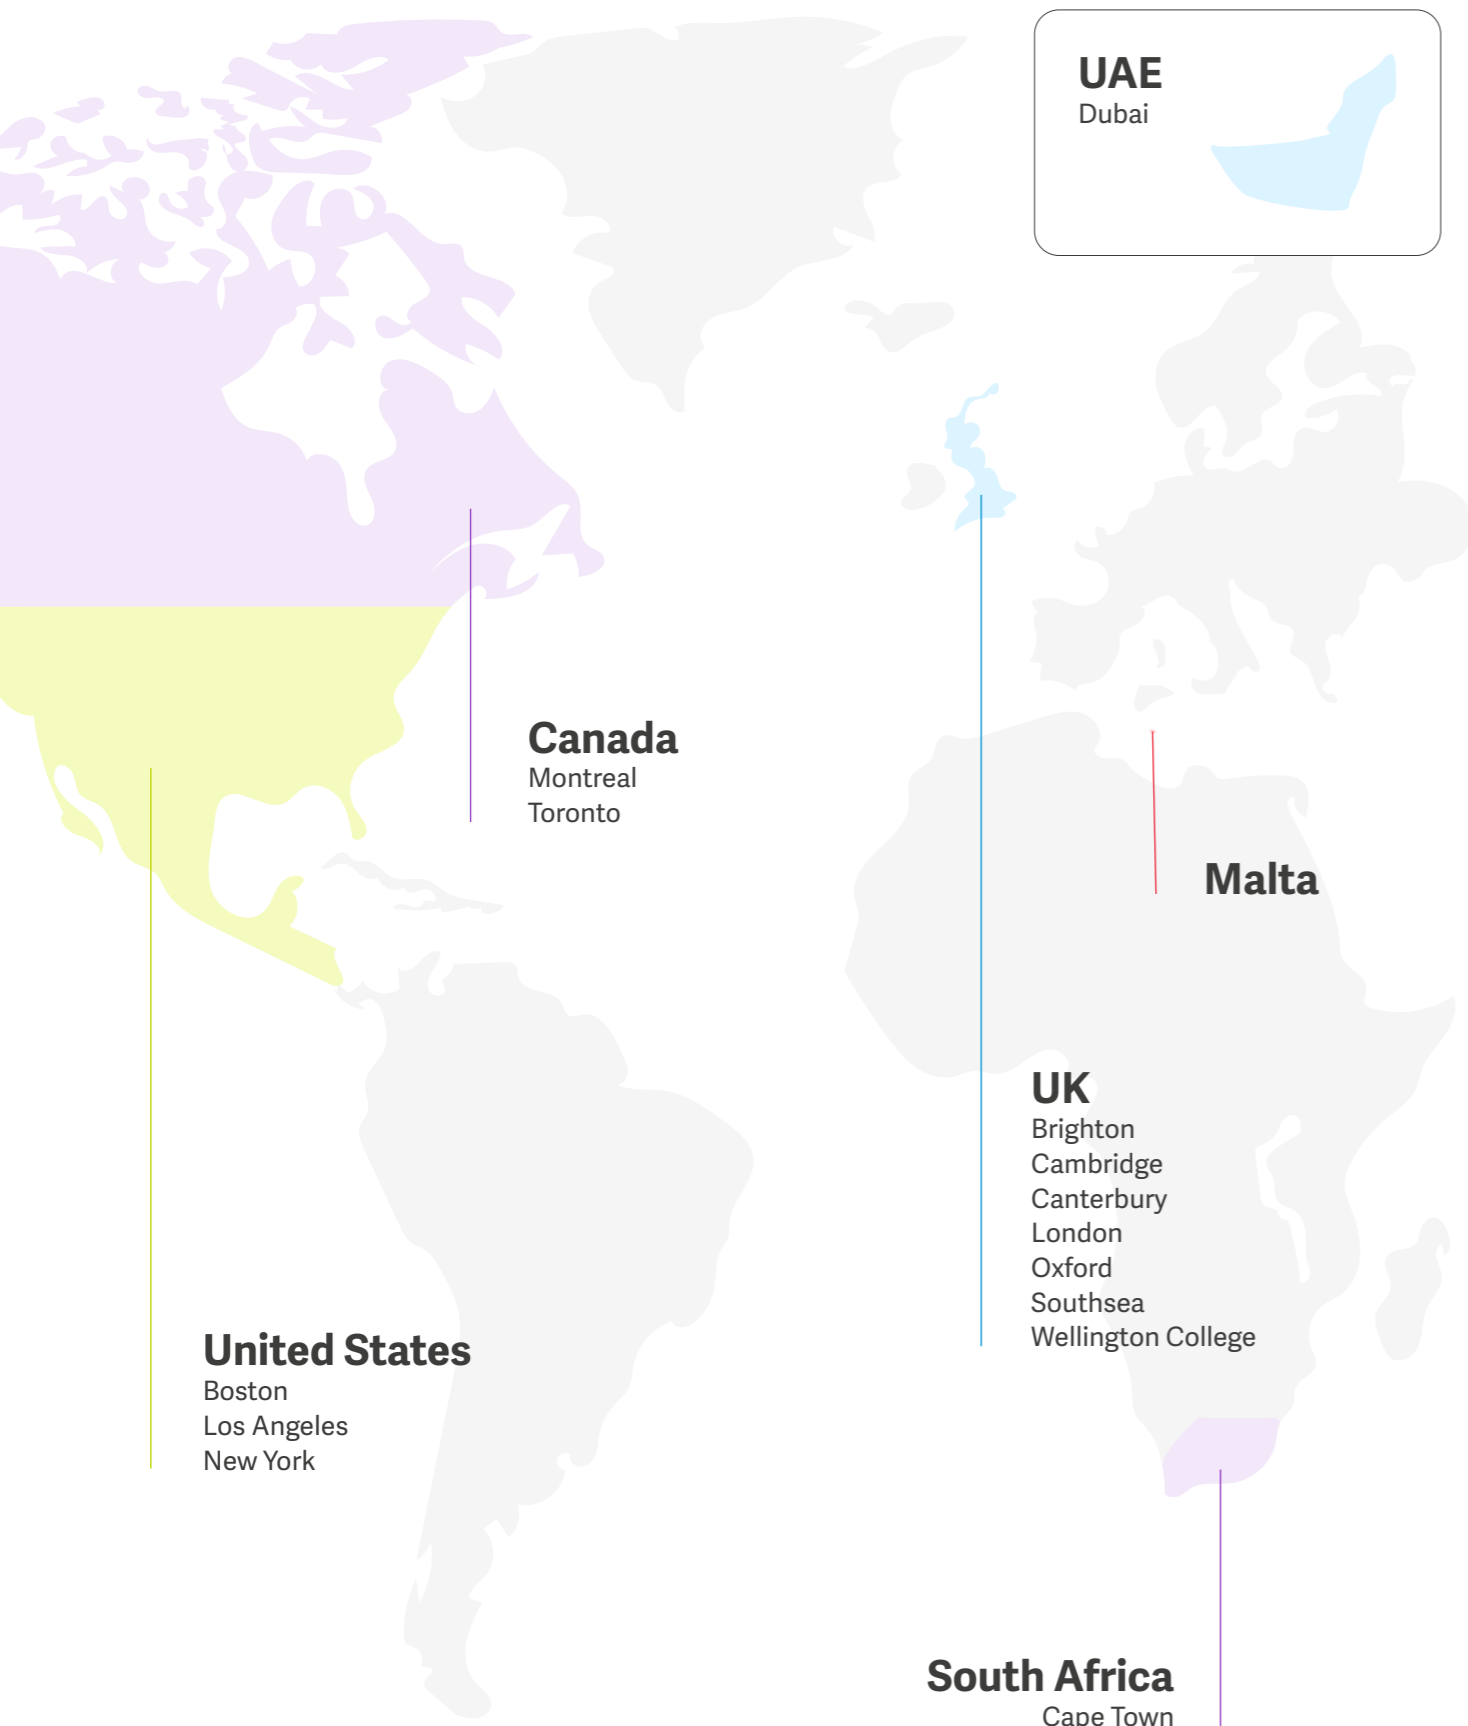 UAE
Dubai
Canada
Montreal
Toronto
Malta
UK
Brighton
Cambridge
Canterbury
London
Oxford
Southsea
Wellington College
United States
Boston
Los Angeles
New York
South Africa
Cape Town